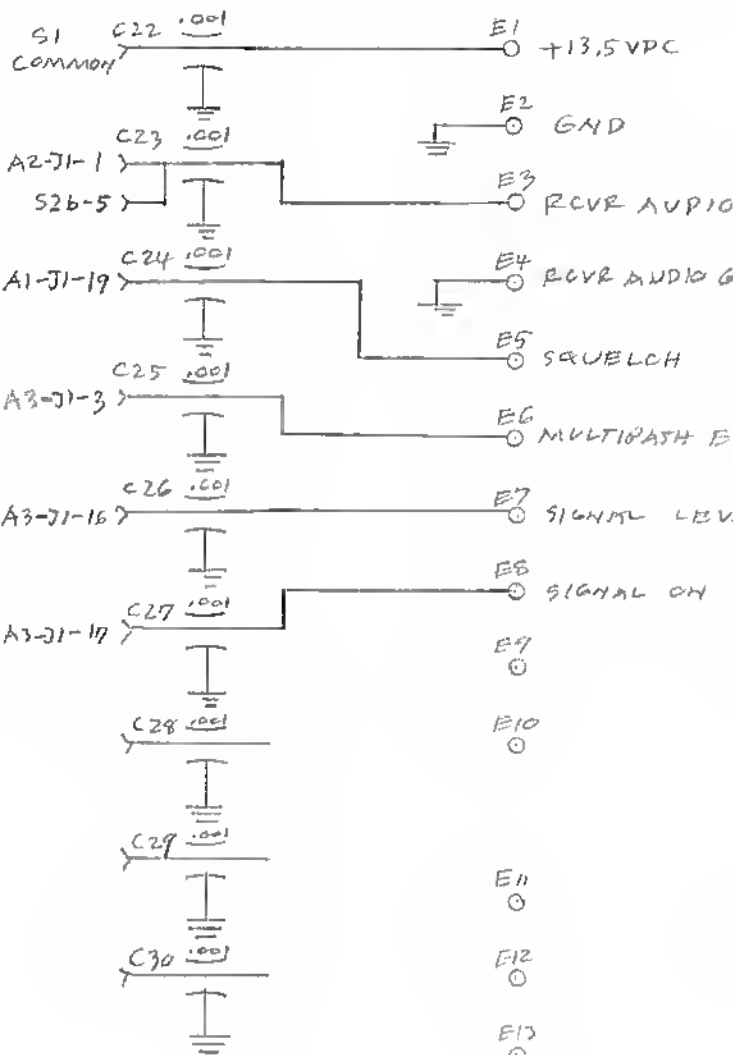 S1 COMMON C22 .001 E1 +13.5 VDC
E2 GND
A2-J1-1 C23 .001
S2b-5 E3 RCVR AUDIO
A1-J1-19 C24 .001 E4 RCVR AUDIO G
E5 SQUELCH
A3-J1-3 C25 .001
E6 MULTIPATH E
A3-J1-16 C26 .001 E7 SIGNAL LEV
E8 SIGNAL ON
A3-J1-17 C27 .001
E9
C28 .001 E10
C29 .001
E11
C30 .001 E12
E13